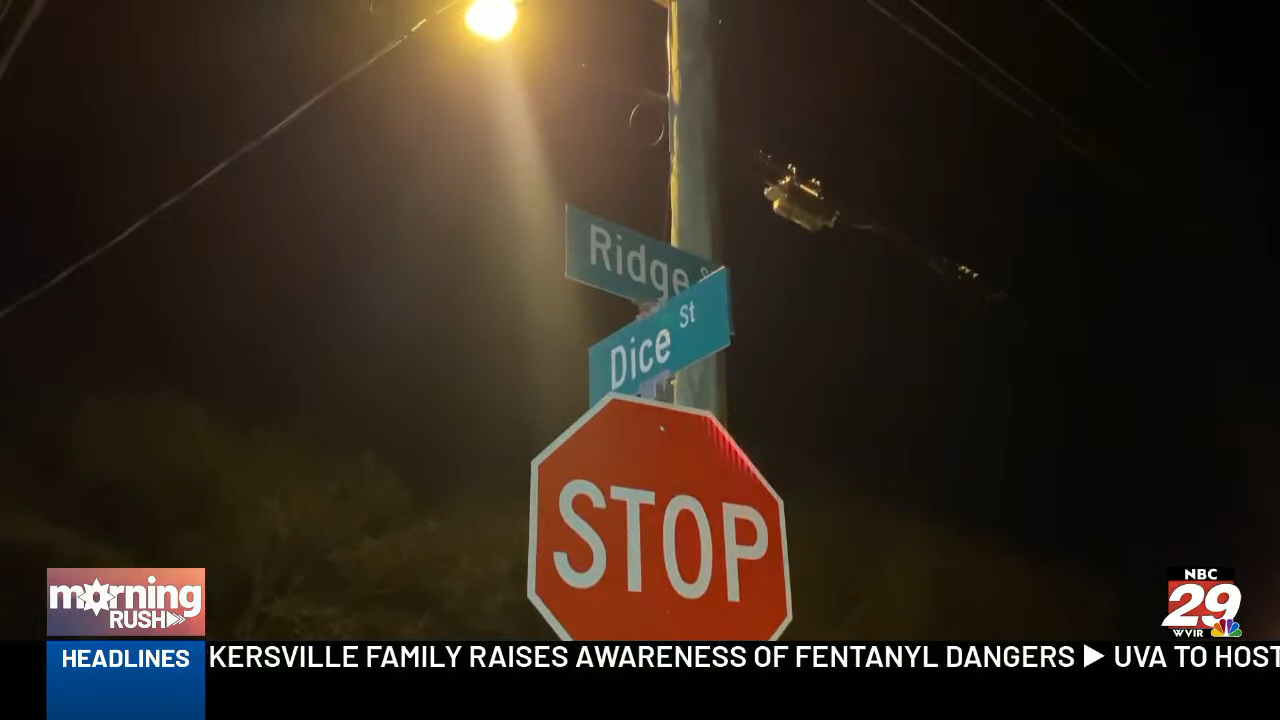 Ridge
Dice St
STOP
morning
RUSH
NBC
29
WVIR
HEADLINES
KERSVILLE FAMILY RAISES AWARENESS OF FENTANYL DANGERS ▶ UVA TO HOST